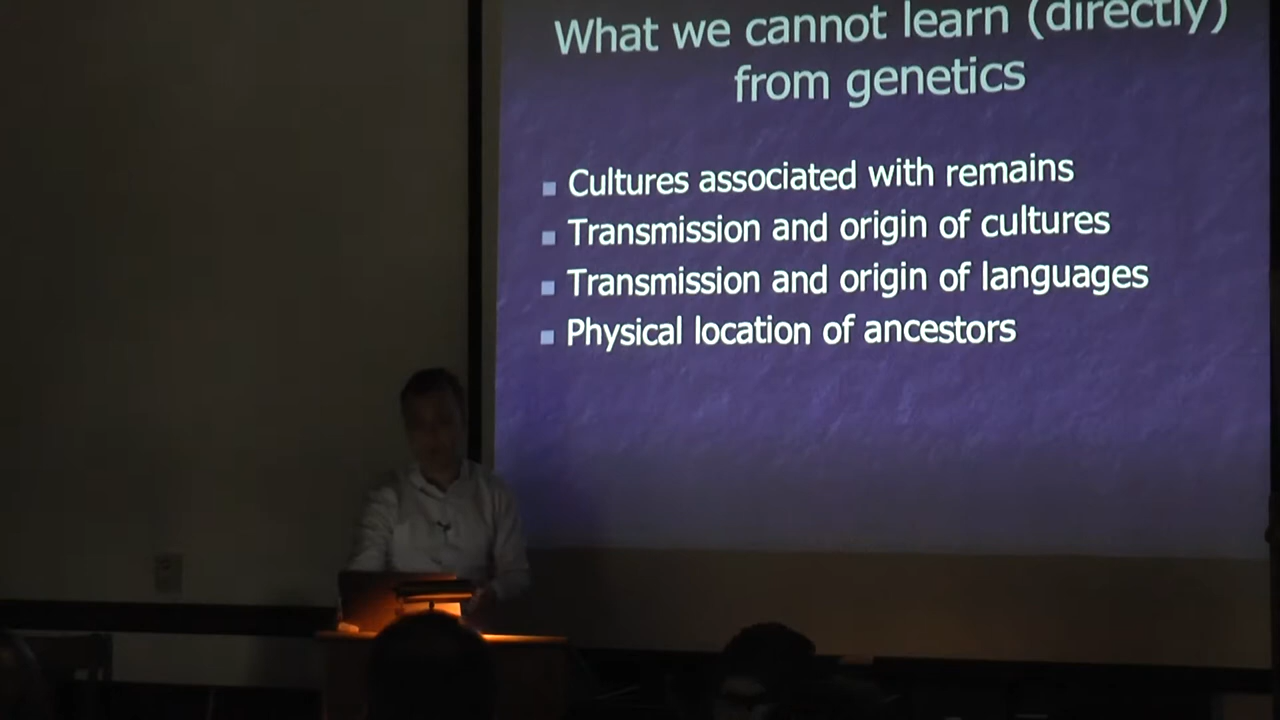 What we cannot learn (directly)
from genetics
Cultures associated with remains
Transmission and origin of cultures
Transmission and origin of languages
Physical location of ancestors